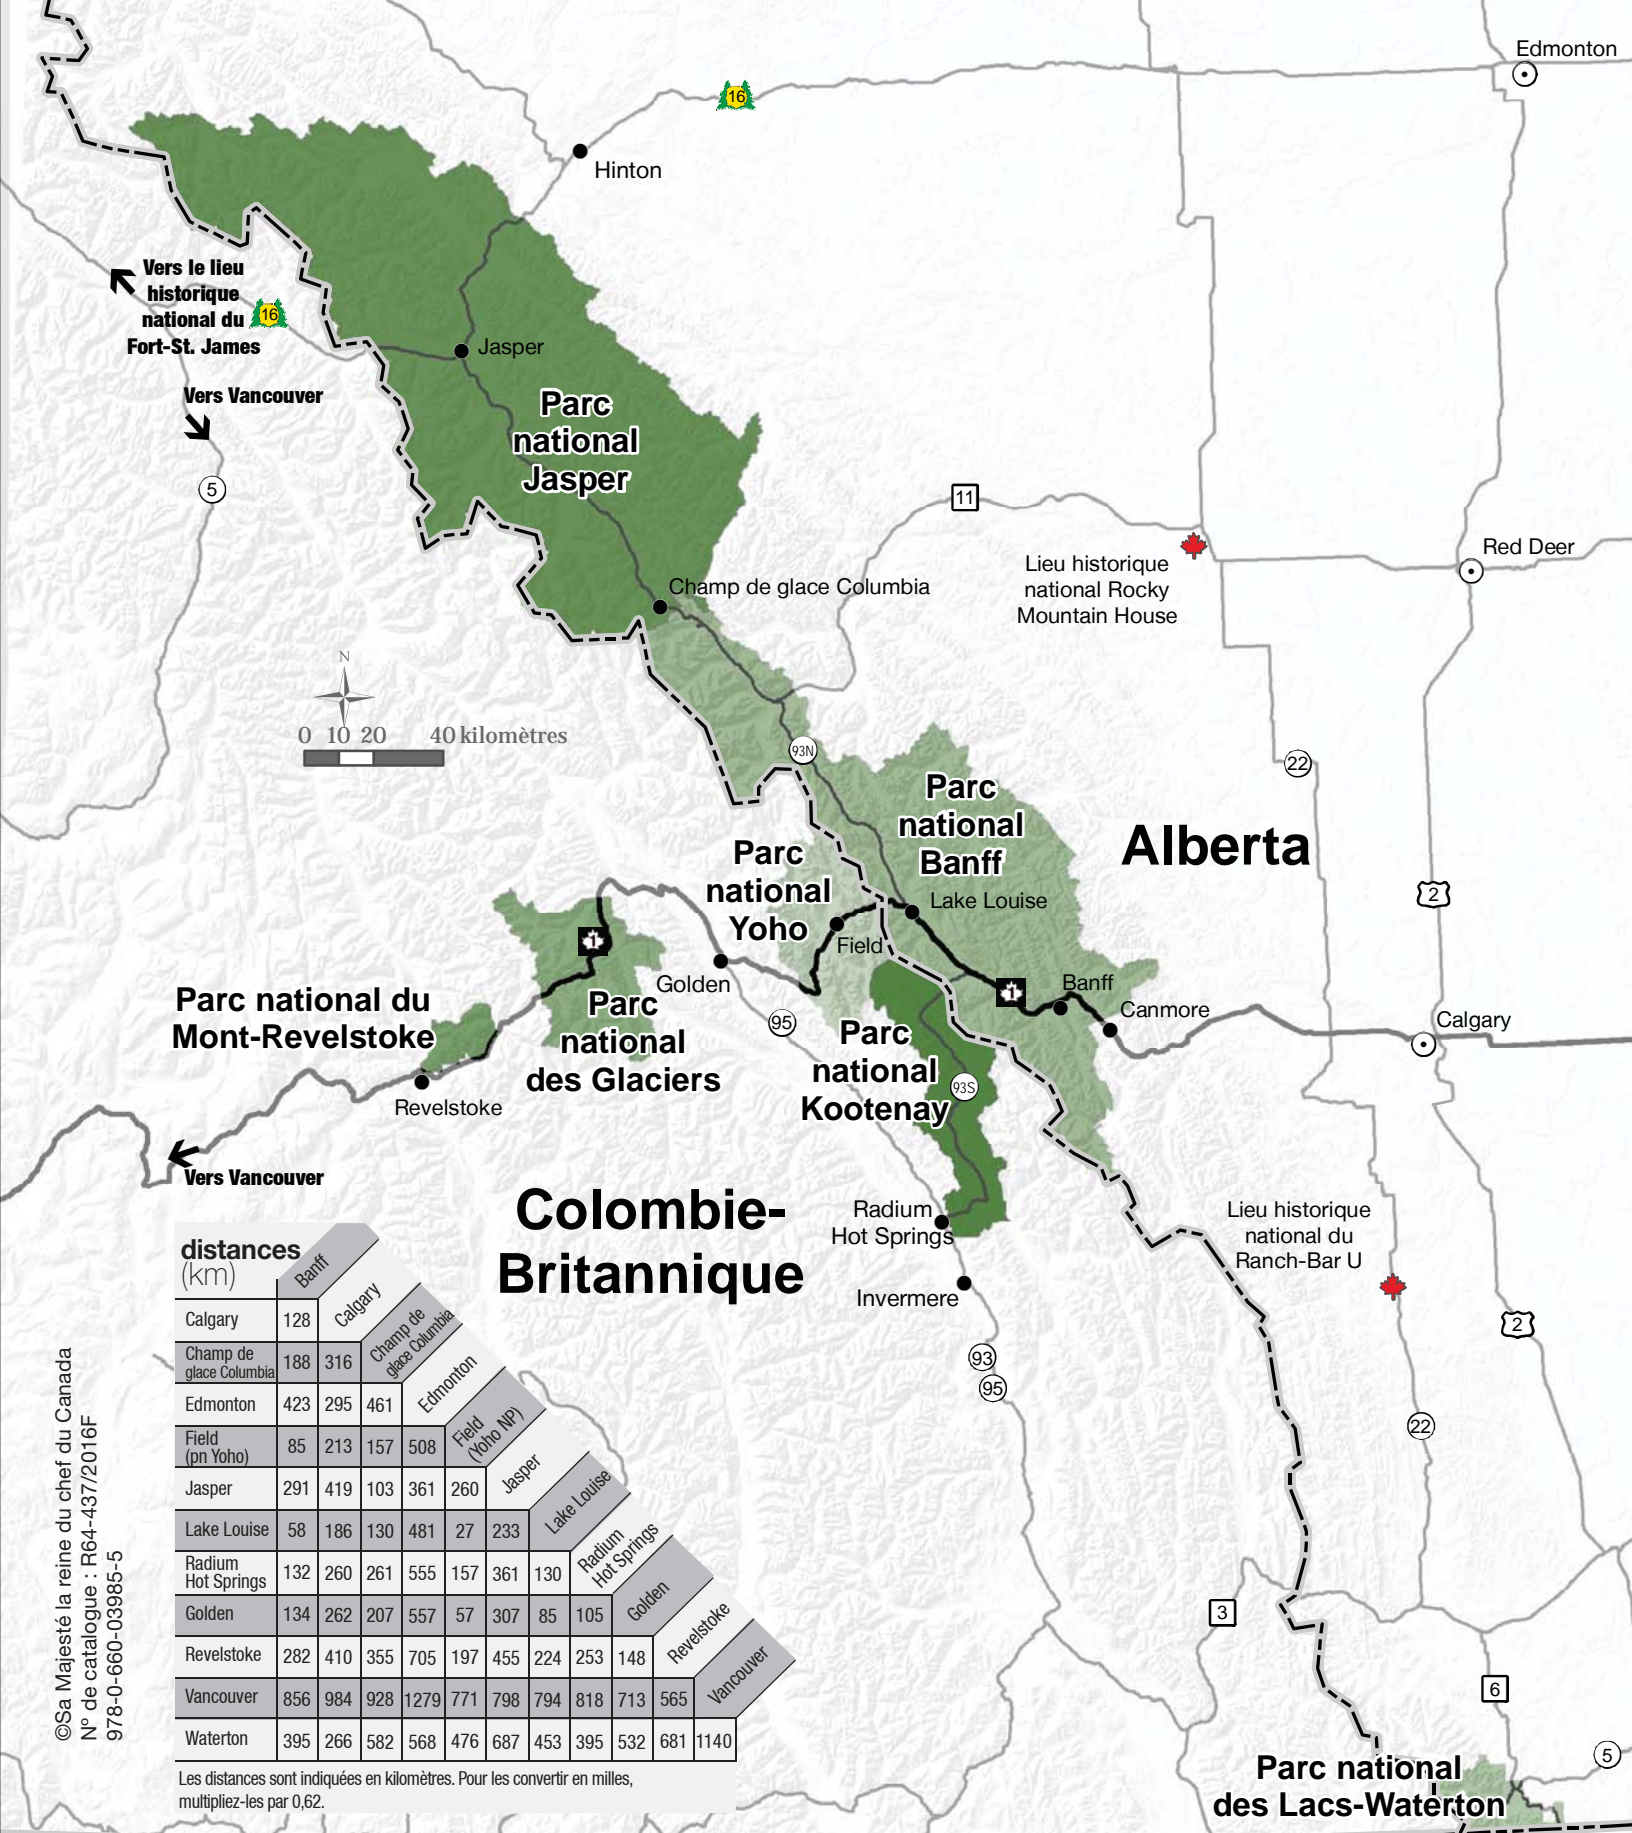 Edmonton
16
Hinton
Vers le lieu
historique
national du
Fort-St. James
16
Jasper
Vers Vancouver
5
Parc
national
Jasper
11
Red Deer
Lieu historique
national Rocky
Mountain House
Champ de glace Columbia
N
0 10 20 40 kilomètres
93N
22
Parc
national
Banff
Alberta
Parc
national
Yoho
2
Lake Louise
1
Field
Golden
Banff
1
Canmore
Parc national du
Mont-Revelstoke
Parc
national
des Glaciers
95
Calgary
Parc
national
Kootenay
93S
Revelstoke
Vers Vancouver
Colombie-
Britannique
Radium
Hot Springs
Lieu historique
national du
Ranch-Bar U
Invermere
2
93
95
22
3
6
5
Parc national
des Lacs-Waterton
distances
(km)
Banff
Calgary 128 Calgary
Champ de
glace Columbia 188 316 Champ de
glace Columbia
Edmonton 423 295 461 Edmonton
Field
(pn Yoho) 85 213 157 508 Field
(Yoho NP)
Jasper 291 419 103 361 260 Jasper
Lake Louise 58 186 130 481 27 233 Lake Louise
Radium
Hot Springs 132 260 261 555 157 361 130 Radium
Hot Springs
Golden 134 262 207 557 57 307 85 105 Golden
Revelstoke 282 410 355 705 197 455 224 253 148 Revelstoke
Vancouver 856 984 928 1279 771 798 794 818 713 565 Vancouver
Waterton 395 266 582 568 476 687 453 395 532 681 1140
Les distances sont indiquées en kilomètres. Pour les convertir en milles,
multipliez-les par 0,62.
©Sa Majesté la reine du chef du Canada
N° de catalogue : R64-437/2016F
978-0-660-03985-5